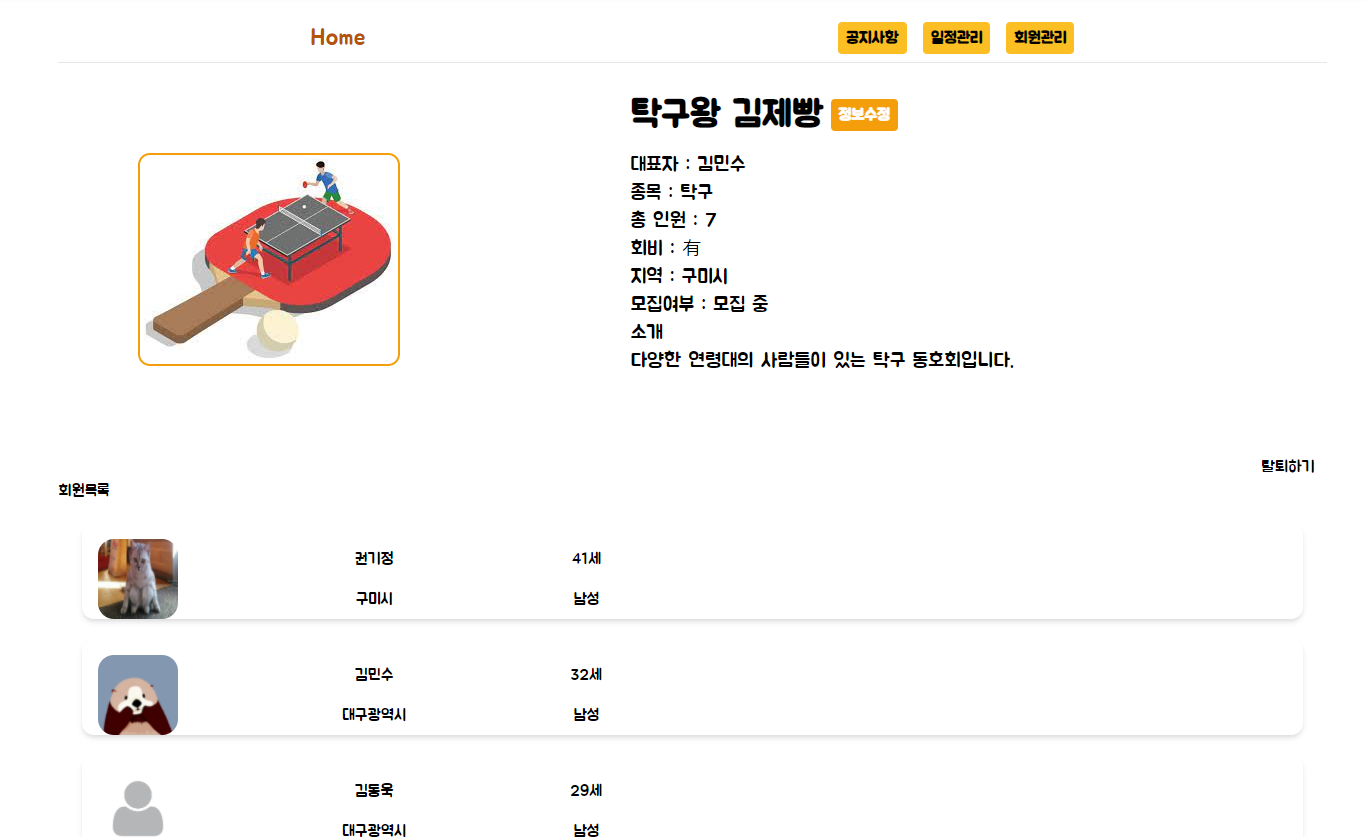 Home
공지사항 일정관리 회원관리
탁구왕 김제빵 정보수정
대표자 : 김민수
종목 : 탁구
총 인원 : 7
회비 : 有
지역 : 구미시
모집여부 : 모집 중
소개
다양한 연령대의 사람들이 있는 탁구 동호회입니다.
탈퇴하기
회원목록
권기정 41세
구미시 남성
김민수 32세
대구광역시 남성
김동욱 29세
대구광역시 남성